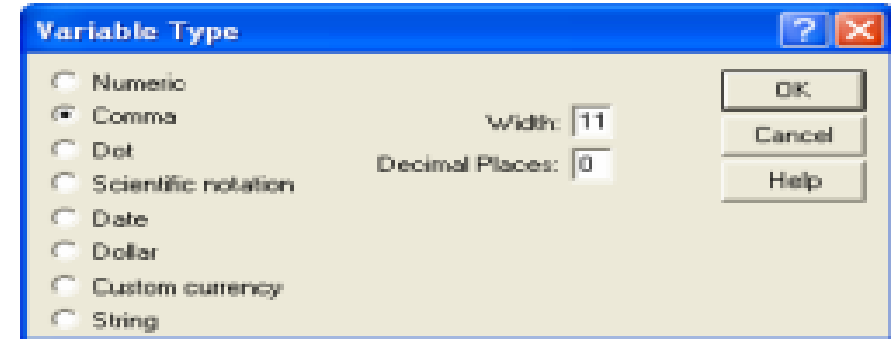 Variable Type
Numeric
Comma
Dot
Scientific notation
Date
Dollar
Custom currency
String
Width: 11
Decimal Places: 0
OK
Cancel
Help